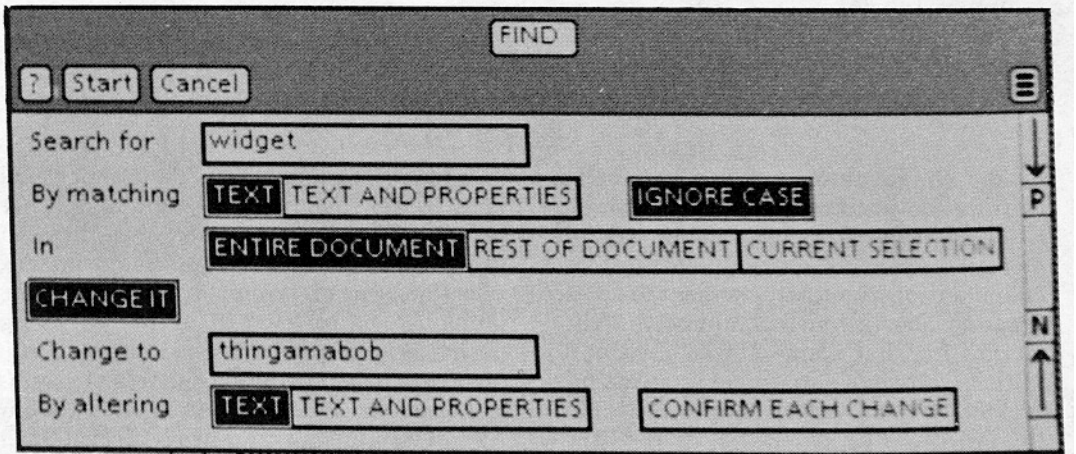 FIND
? Start Cancel
Search for widget
By matching TEXT TEXT AND PROPERTIES IGNORE CASE
P
In ENTIRE DOCUMENT REST OF DOCUMENT CURRENT SELECTION
CHANGE IT
N
Change to thingamabob
By altering TEXT TEXT AND PROPERTIES CONFIRM EACH CHANGE